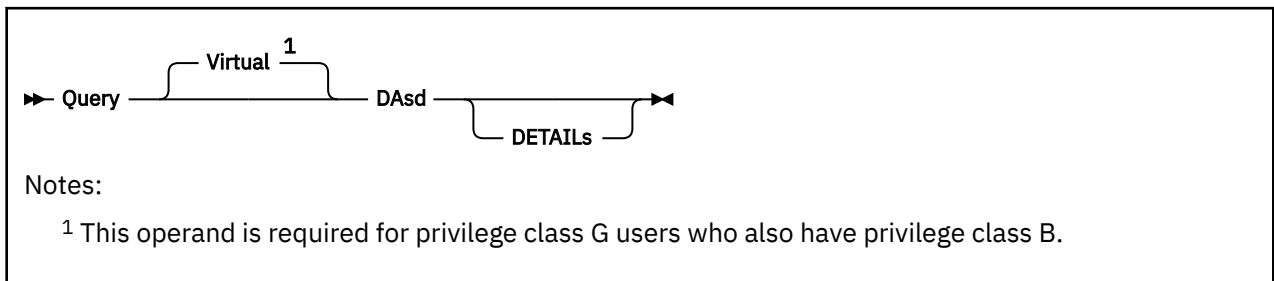 Virtual 1
Query DAsd
DETAILs
Notes:
1 This operand is required for privilege class G users who also have privilege class B.